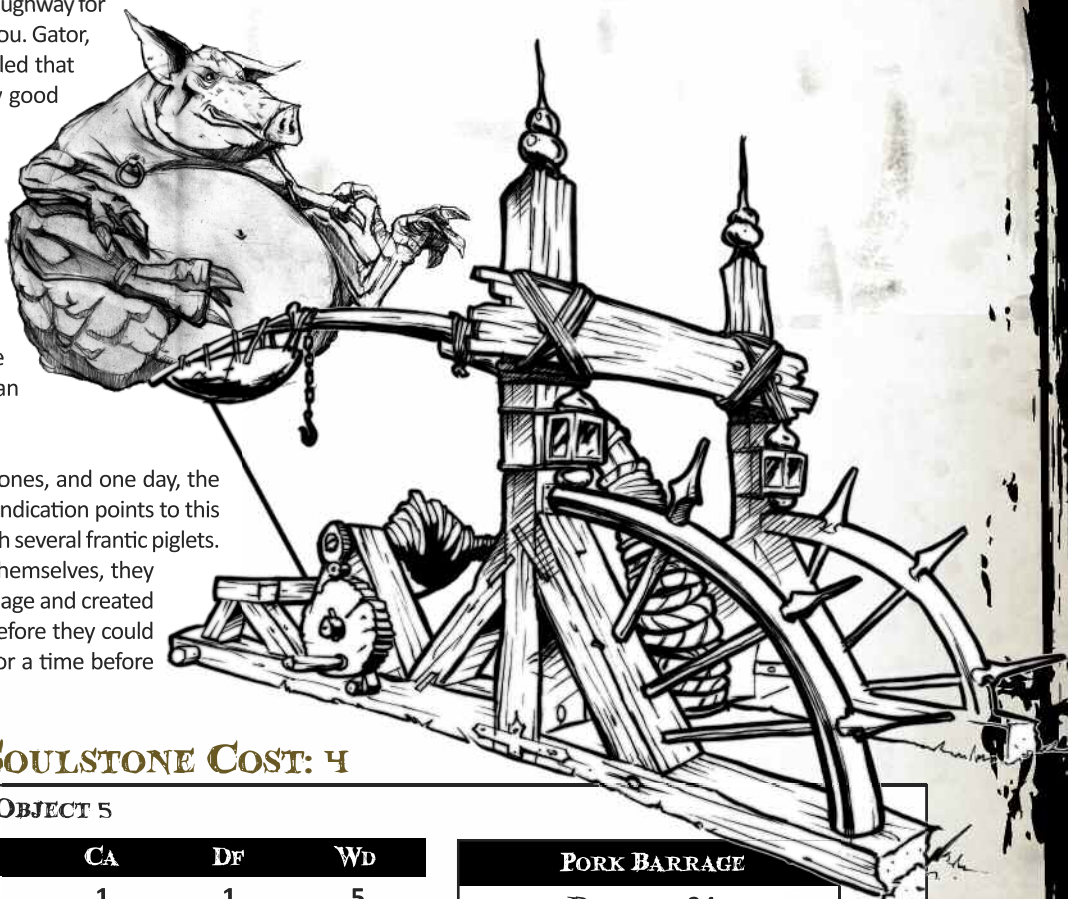 ughway for
ou. Gator,
led that
y good
e
an
ones, and one day, the
ndication points to this
h several frantic piglets.
hemselves, they
age and created
efore they could
or a time before
Soulstone Cost: 4
Object 5
Ca Df Wd
1 1 5
Pork Barrage